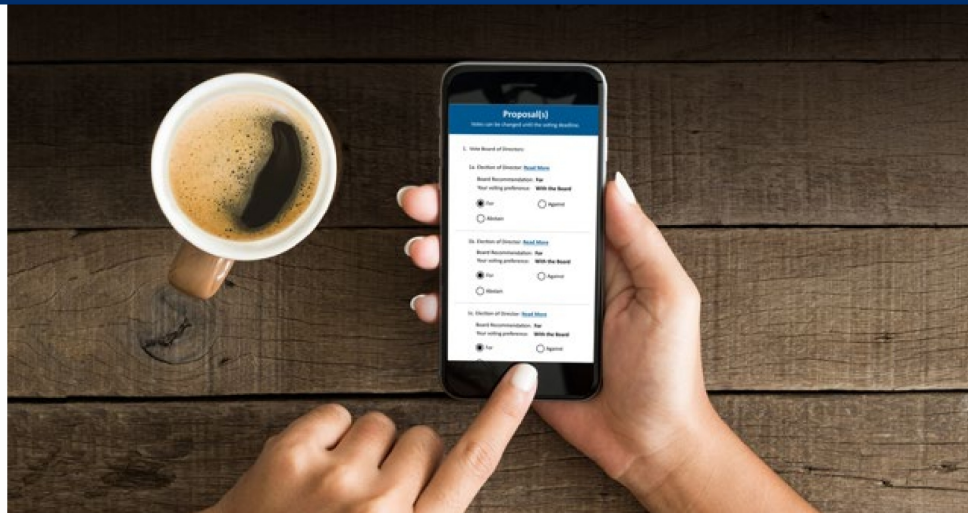 Proposal(s)
Votes can be changed until the voting deadline.
1. Vote Board of Directors:
1a. Election of Director: Read More
Board Recommendation: For
Your voting preference: With the Board
For Against
Abstain
1b. Election of Director: Read More
Board Recommendation: For
Your voting preference: With the Board
For Against
Abstain
1c. Election of Director: Read More
Board Recommendation: For
Your voting preference: With the Board
For Against